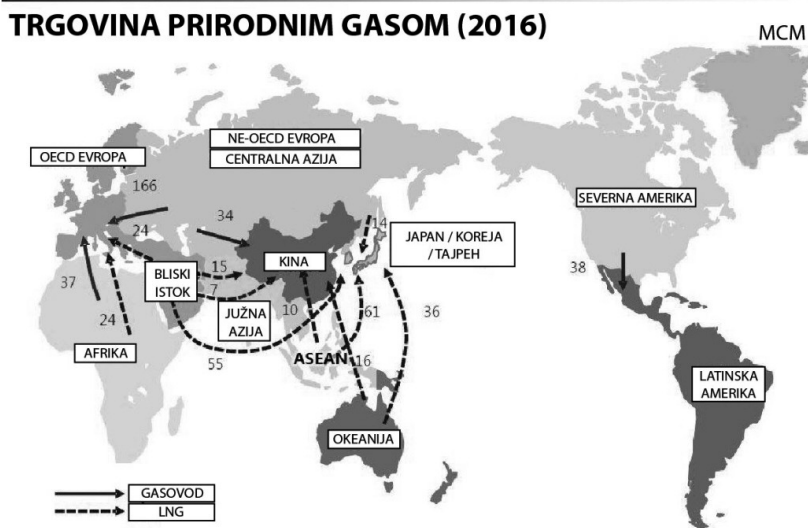 TRGOVINA PRIRODNIM GASOM (2016)
MCM
NE-OECD EVROPA
CENTRALNA AZIJA
OECD EVROPA
166
SEVERNA AMERIKA
34
14
24
JAPAN / KOREJA
/ TAJPEH
KINA
15
BLISKI
ISTOK
38
37
7
JUŽNA
AZIJA
10
61
36
24
AFRIKA
55
ASEAN
16
LATINSKA
AMERIKA
OKEANIJA
GASOVOD
LNG